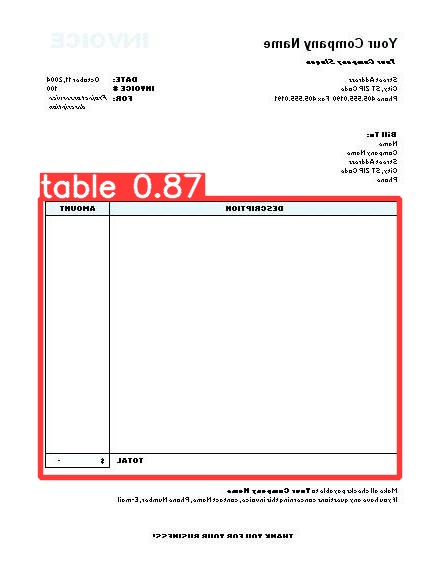 Your Company Name
INVOICE
Your Company Slogan
Street Address
City, ST ZIP Code
Phone 405.555.0190 Fax 405.555.0191
DATE: October 11, 2004
INVOICE # 100
FOR: Project or service description
Bill To:
Name
Company Name
Street Address
City, ST ZIP Code
Phone
table 0.87
DESCRIPTION AMOUNT
TOTAL $ -
Make all checks payable to Your Company Name
If you have any questions concerning this invoice, contact Name, Phone Number, E-mail
THANK YOU FOR YOUR BUSINESS!